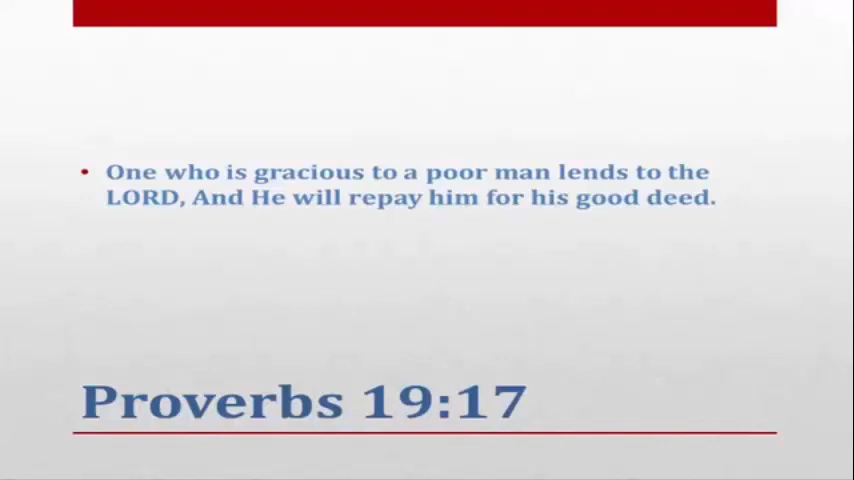 • One who is gracious to a poor man lends to the
LORD, And He will repay him for his good deed.
Proverbs 19:17